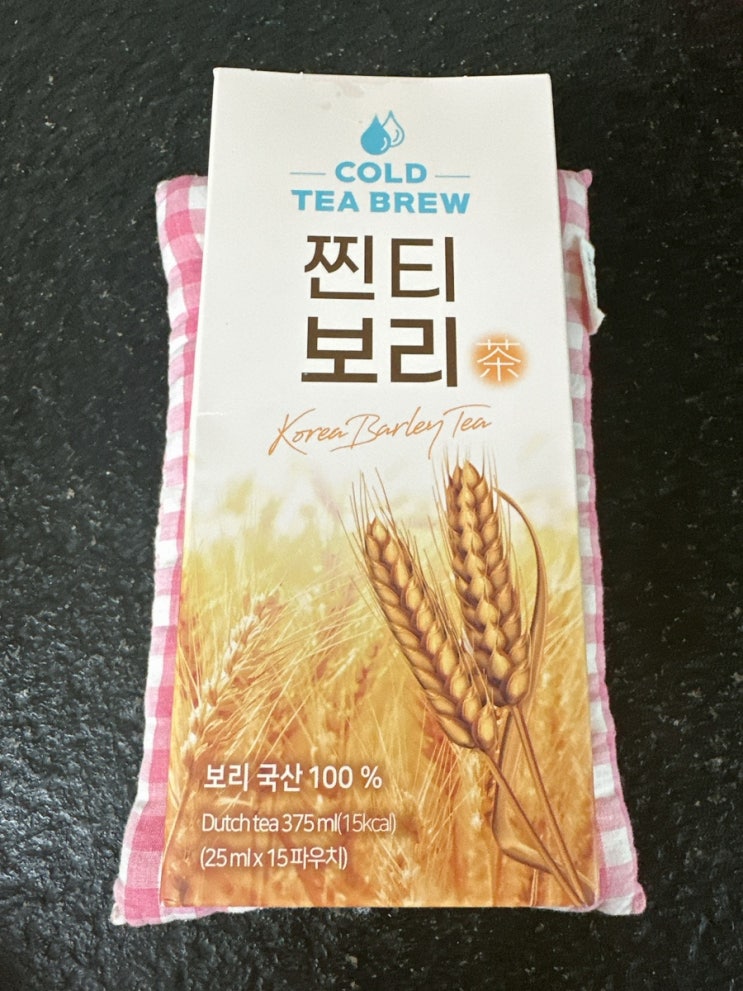 COLD
TEA BREW
찐티
보리 茶
Korea Barley Tea
보리 국산 100 %
Dutch tea 375 ml(15kcal)
(25 ml x 15 파우치)